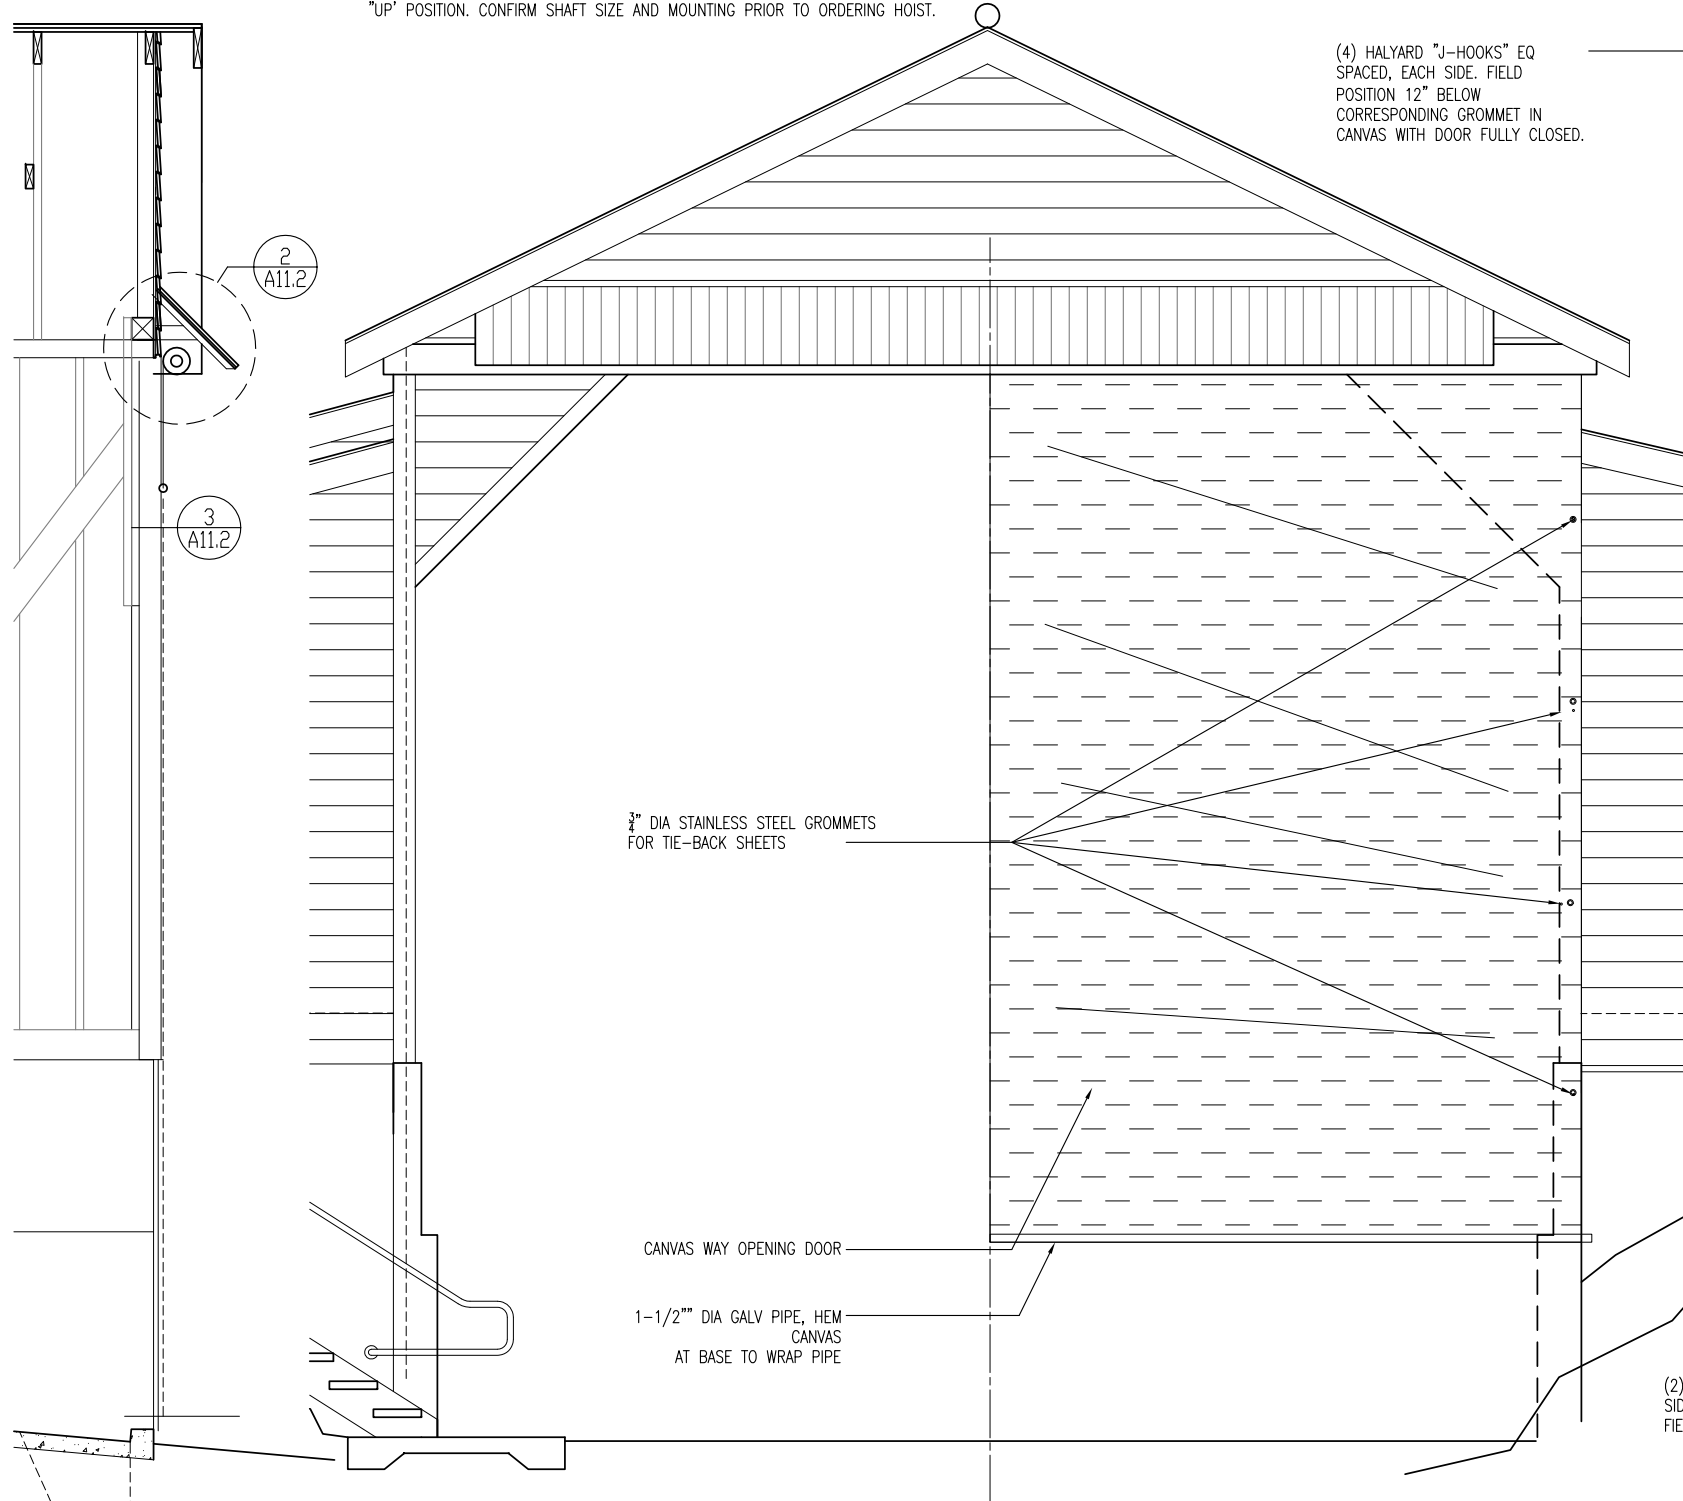 "UP' POSITION. CONFIRM SHAFT SIZE AND MOUNTING PRIOR TO ORDERING HOIST.
(4) HALYARD "J-HOOKS" EQ
SPACED, EACH SIDE. FIELD
POSITION 12" BELOW
CORRESPONDING GROMMET IN
CANVAS WITH DOOR FULLY CLOSED.
2
A11.2
3
A11.2
3/4" DIA STAINLESS STEEL GROMMETS
FOR TIE-BACK SHEETS
CANVAS WAY OPENING DOOR
1-1/2"" DIA GALV PIPE, HEM
CANVAS
AT BASE TO WRAP PIPE
(2)
SID
FIE